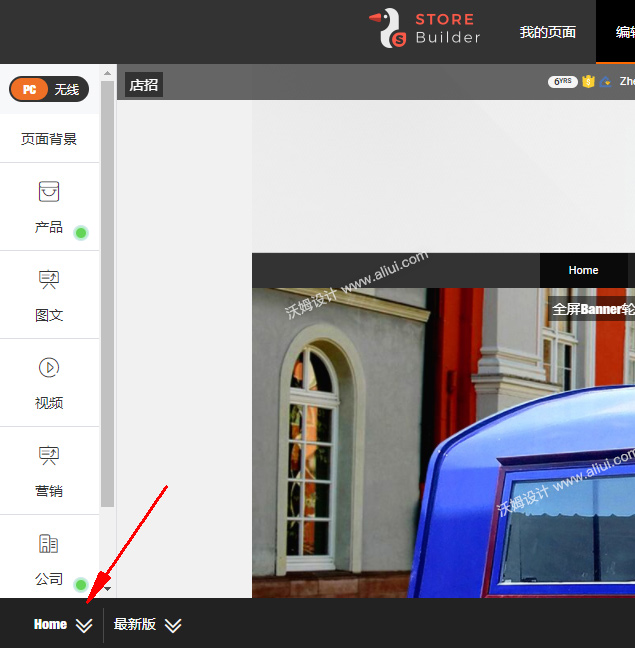 STORE
Builder
我的页面
编辑
PC 无线
店招
6YRS
Zhe
页面背景
产品
图文
视频
营销
公司
Home
沃姆设计 www.aliui.com
全屏Banner轮
沃姆设计 www.aliui.com
Home
最新版